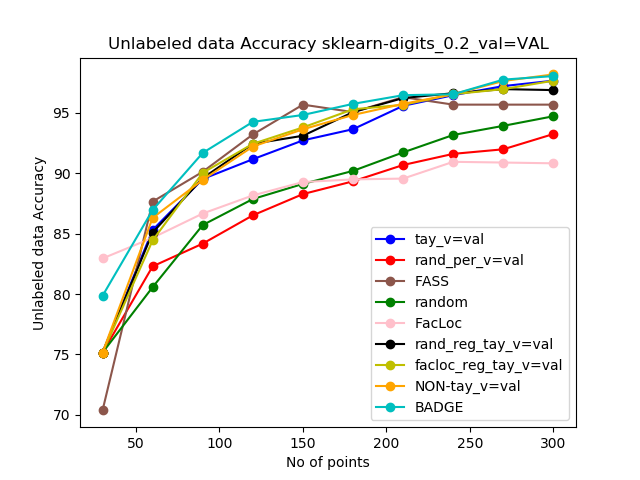 Unlabeled data Accuracy sklearn-digits_0.2_val=VAL
Unlabeled data Accuracy
95
90
85
80
75
70
50
100
150
200
250
300
No of points
tay_v=val
rand_per_v=val
FASS
random
FacLoc
rand_reg_tay_v=val
facloc_reg_tay_v=val
NON-tay_v=val
BADGE